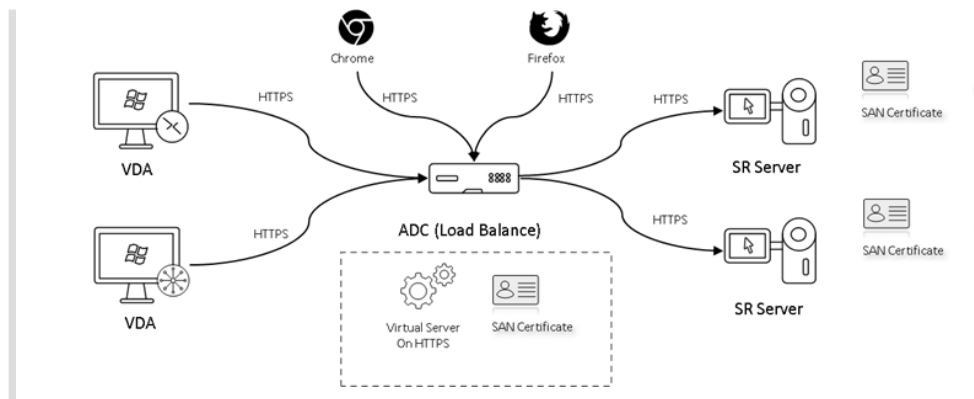 Chrome
Firefox
HTTPS
HTTPS
HTTPS
HTTPS
SAN Certificate
VDA
SR Server
8888
HTTPS
HTTPS
ADC (Load Balance)
SAN Certificate
VDA
SR Server
Virtual Server
On HTTPS
SAN Certificate